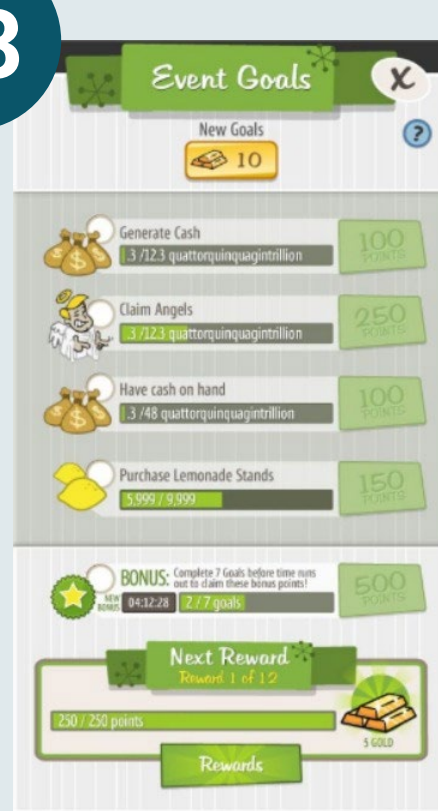 3
Event Goals
X
New Goals
?
10
Generate Cash
.3 /12.3 quattorquinquagintrillion
100
POINTS
Claim Angels
.3 /12.3 quattorquinquagintrillion
250
POINTS
Have cash on hand
.3 /48 quattorquinquagintrillion
100
POINTS
Purchase Lemonade Stands
5,999 / 9,999
150
POINTS
BONUS: Complete 7 Goals before time runs
out to claim these bonus points!
NEW
BONUS 04:12:28 2 / 7 goals
500
POINTS
Next Reward
Reward 1 of 12
250 / 250 points
5 GOLD
Rewards